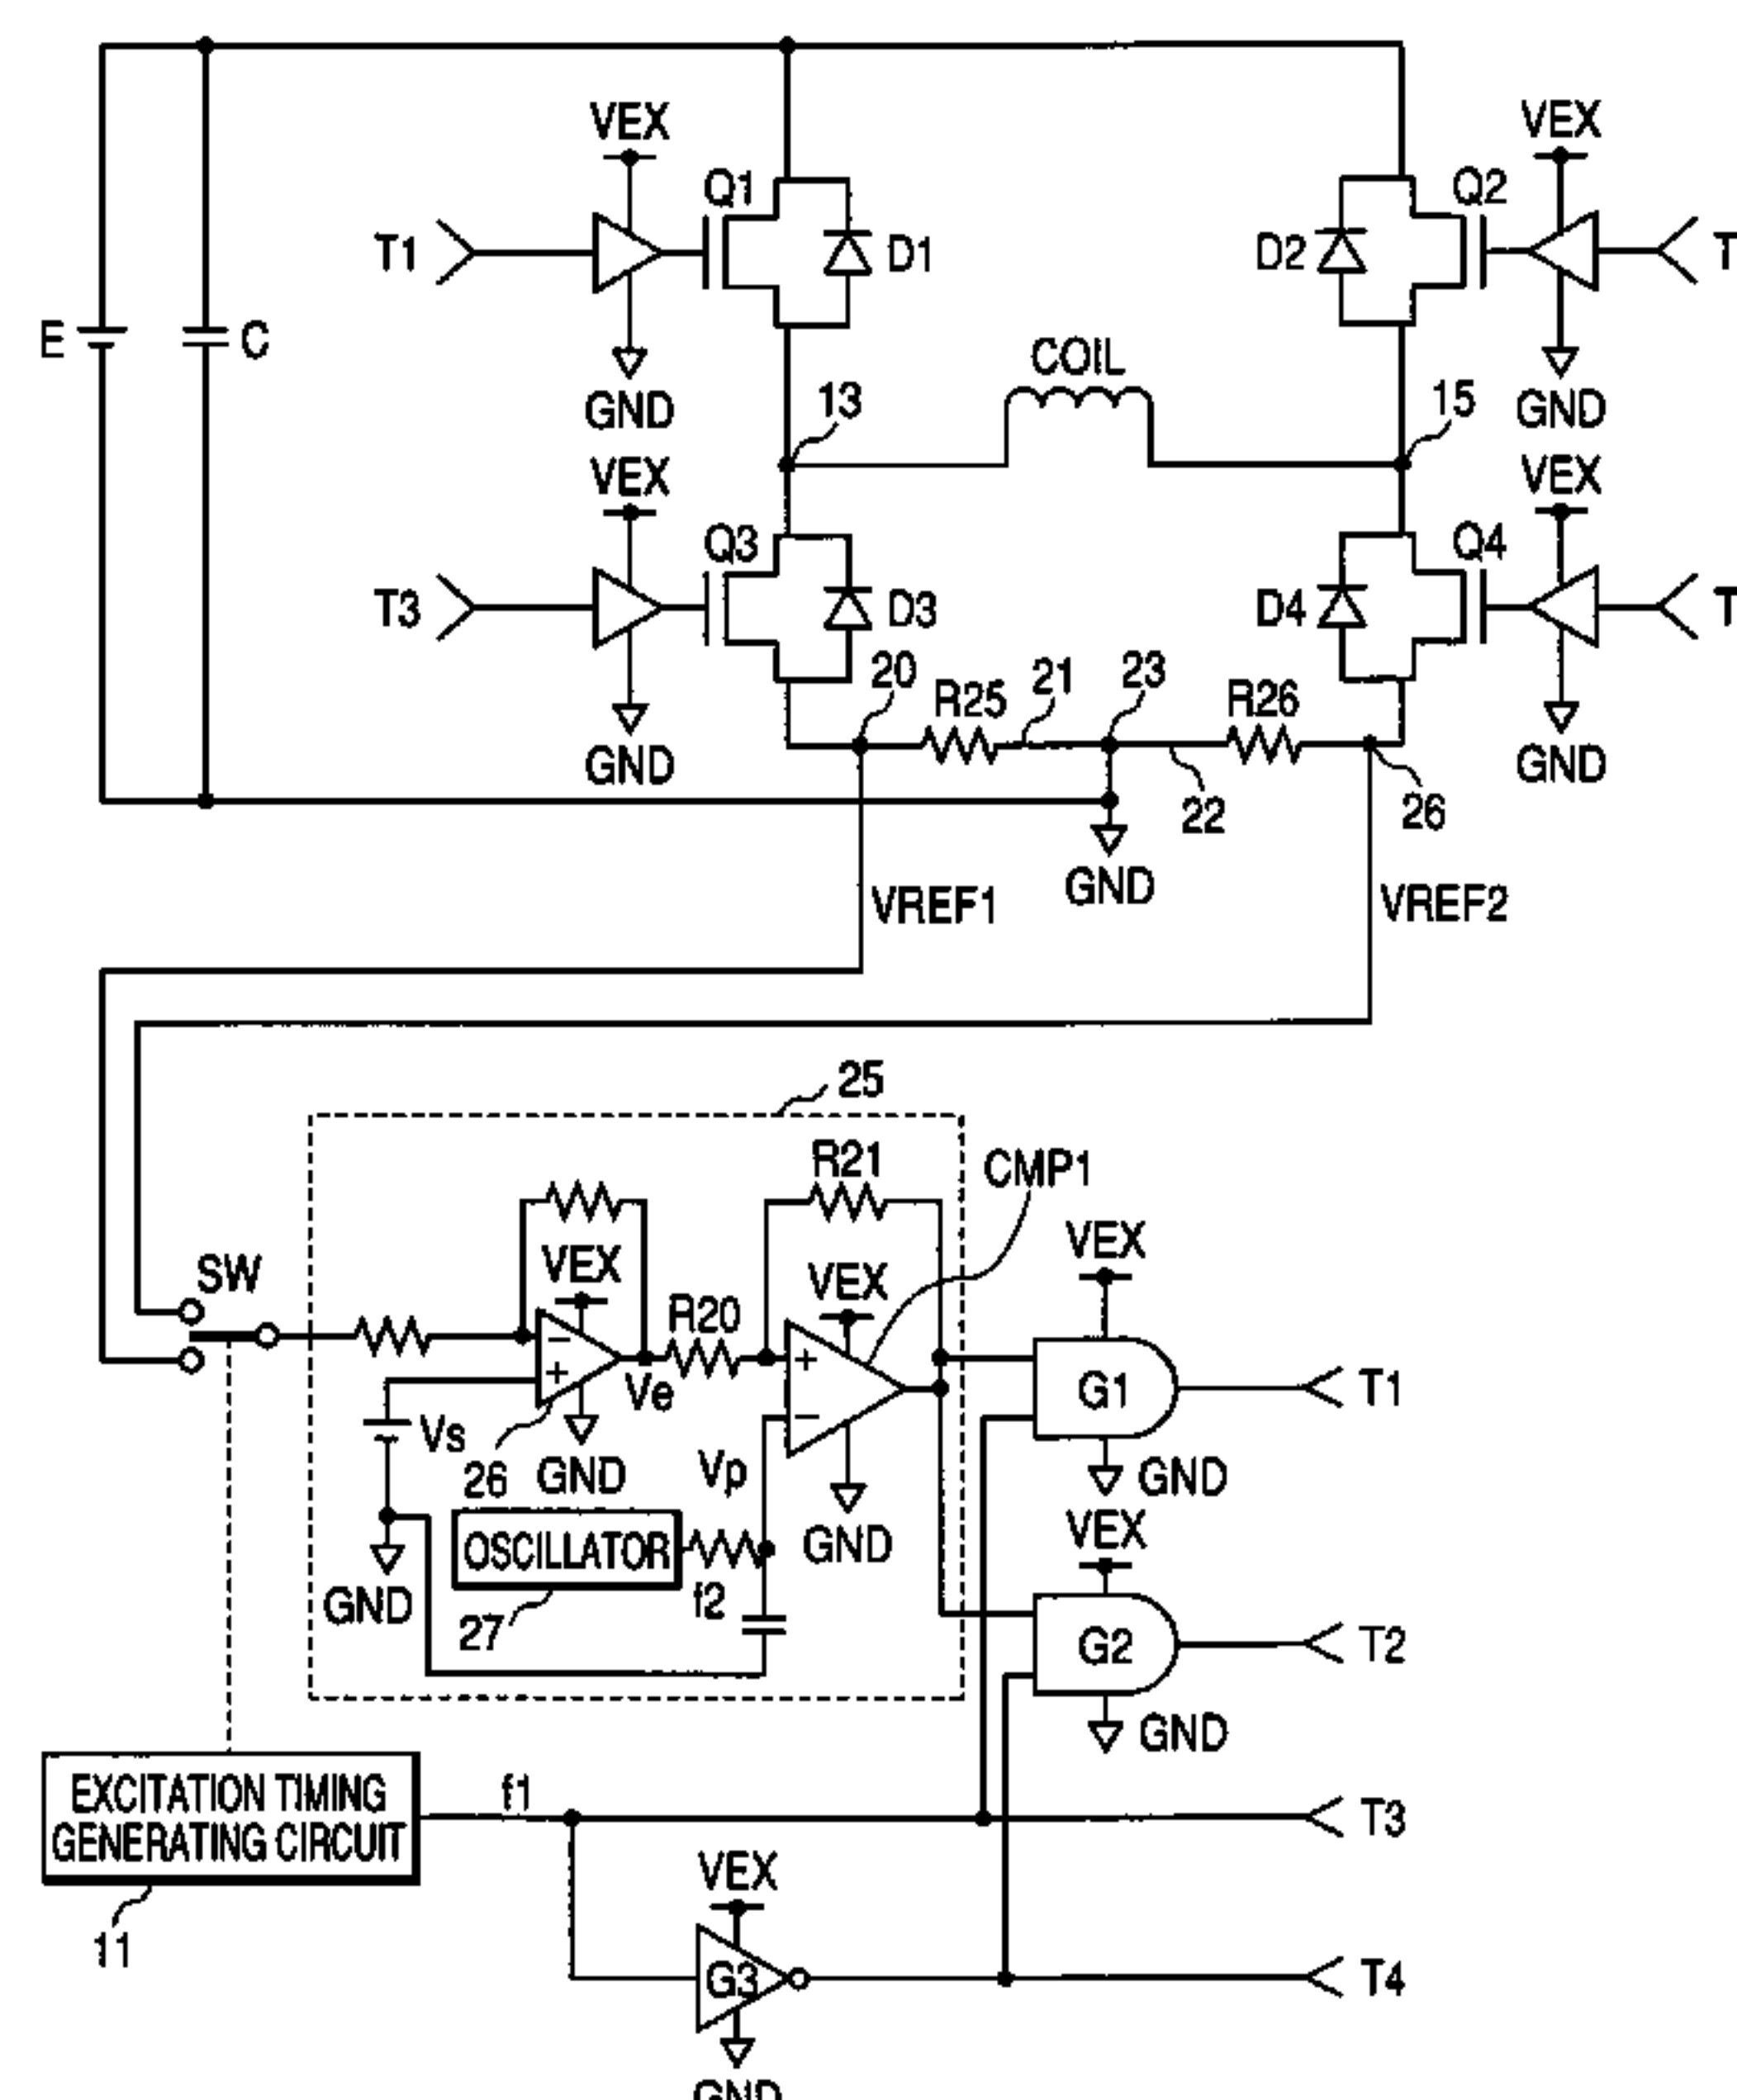 VEX
VEX
Q1
Q2
T1
D1
D2
T
E
C
COIL
GND
13
15
GND
VEX
VEX
Q3
Q4
T3
D3
D4
T
20
R25
21
23
R26
GND
GND
22
26
GND
VREF1
VREF2
25
R21
CMP1
VEX
SW
VEX
VEX
R20
G1
T1
Ve
Vs
26
GND
Vp
GND
VEX
OSCILLATOR
GND
GND
f2
27
G2
T2
GND
EXCITATION TIMING
GENERATING CIRCUIT
f1
T3
VEX
11
G3
T4
GND